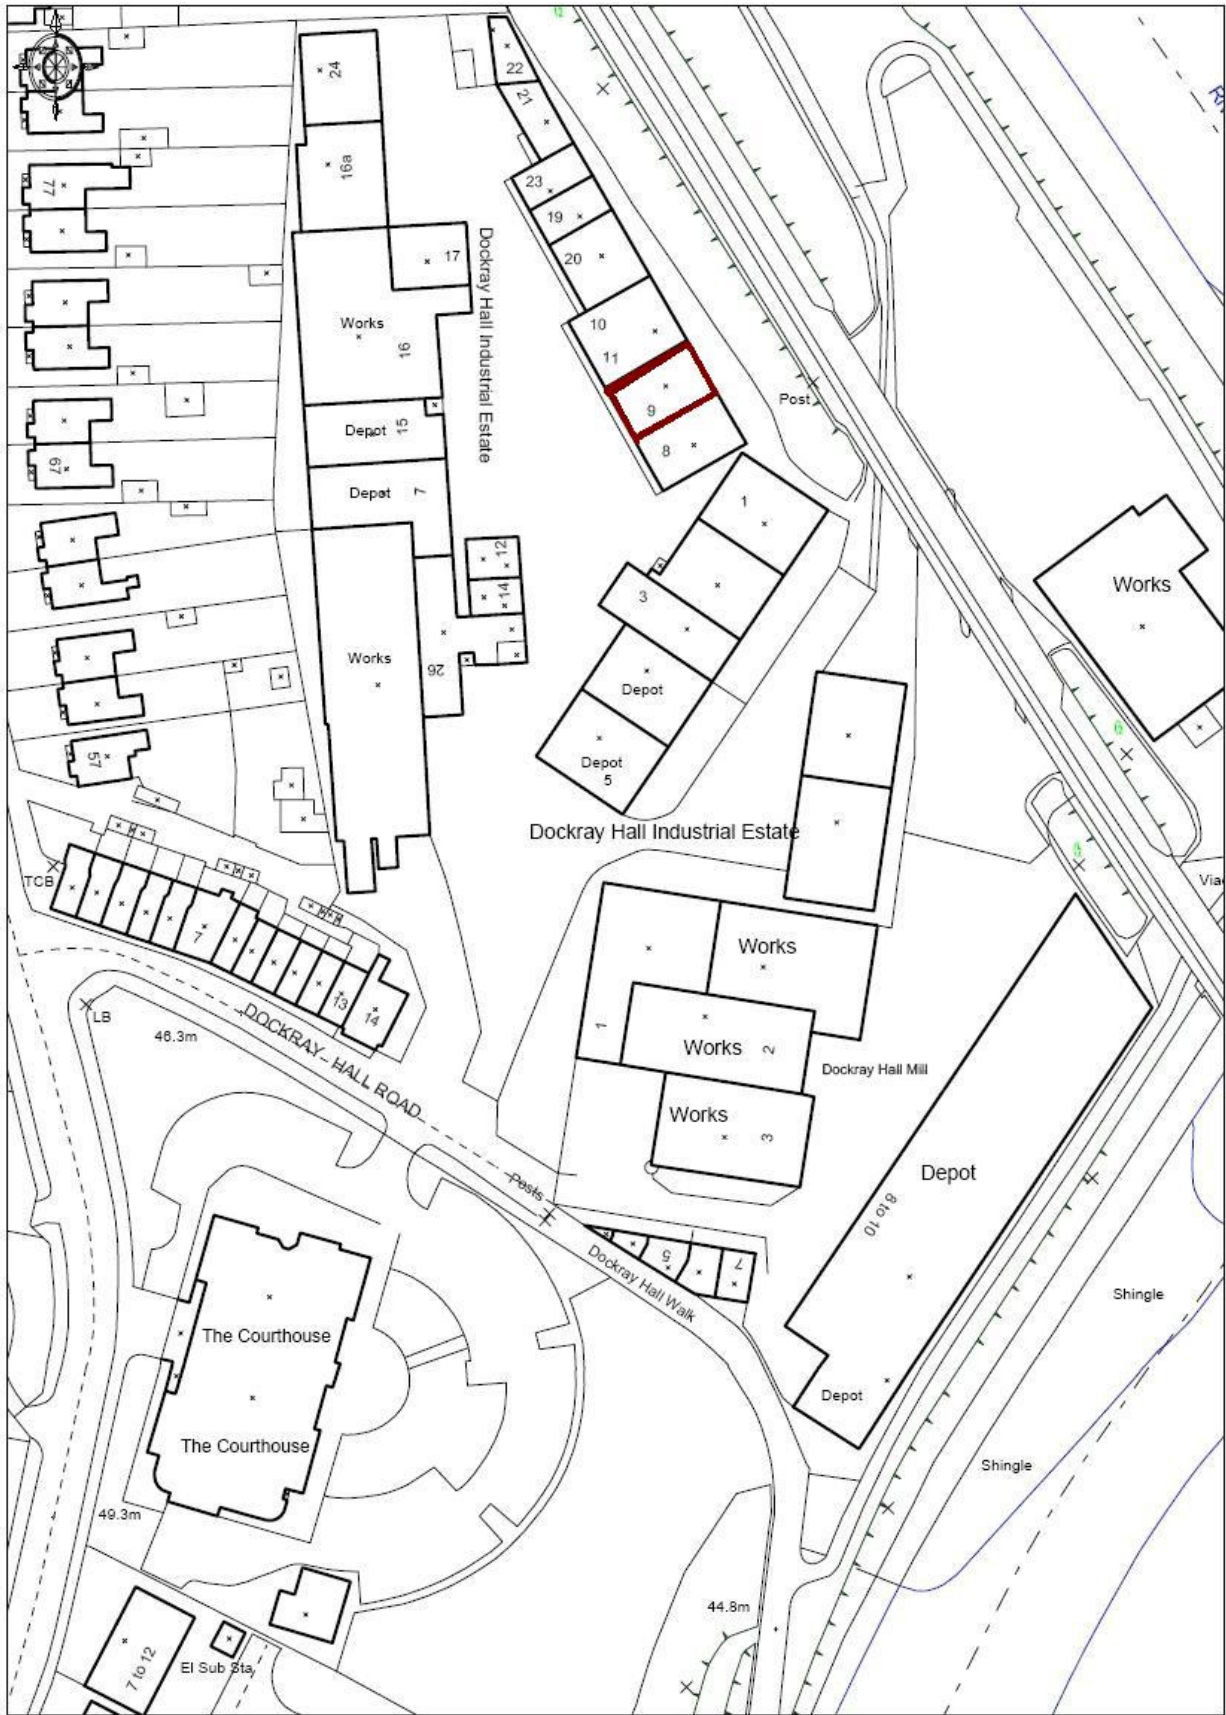 24
22
21
16a
77
23
19
17
20
Dockray Hall Industrial Estate
10
Works
16
11
Post
9
Depot
15
8
67
Depot
7
1
12
Works
14
3
Works
26
Depot
57
Depot
5
Dockray Hall Industrial Estate
TCB
Via
7
Works
13
14
LB
46.3m
DOCKRAY HALL ROAD
1
Works
2
Dockray Hall Mill
Works
3
Depot
Posts
8 to 10
Dockray Hall Walk
5
7
Shingle
The Courthouse
Depot
The Courthouse
Shingle
49.3m
44.8m
7 to 12
El Sub Sta